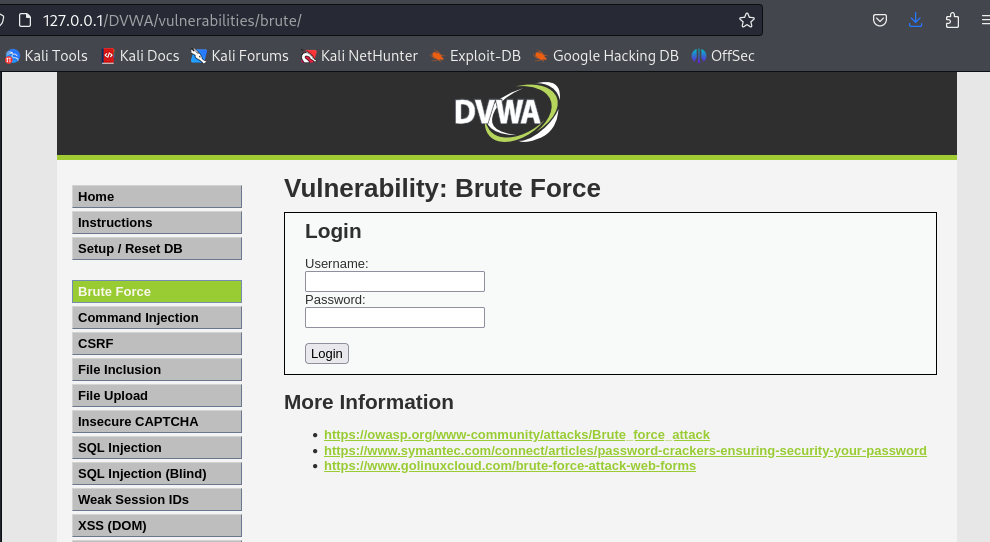 127.0.0.1/DVWA/vulnerabilities/brute/
Kali Tools Kali Docs Kali Forums Kali NetHunter Exploit-DB Google Hacking DB OffSec
DVWA
Vulnerability: Brute Force
Home
Instructions
Setup / Reset DB
Brute Force
Command Injection
CSRF
File Inclusion
File Upload
Insecure CAPTCHA
SQL Injection
SQL Injection (Blind)
Weak Session IDs
XSS (DOM)
Login
Username:
Password:
Login
More Information
https://owasp.org/www-community/attacks/Brute_force_attack
https://www.symantec.com/connect/articles/password-crackers-ensuring-security-your-password
https://www.golinuxcloud.com/brute-force-attack-web-forms